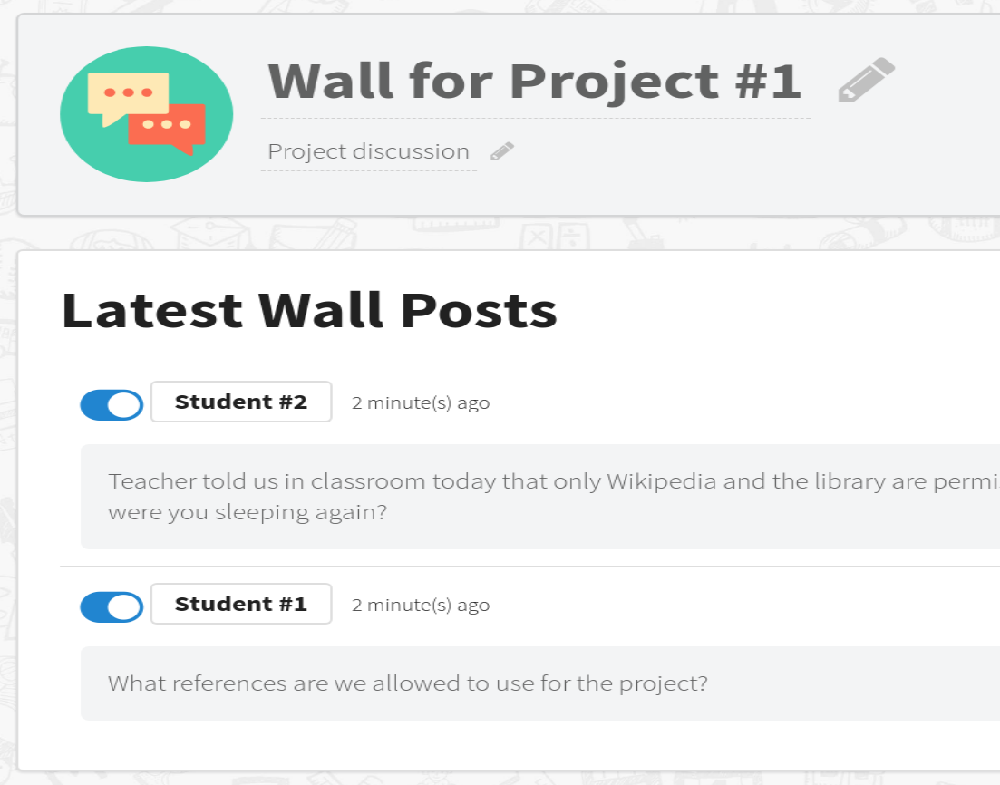 Wall for Project #1
Project discussion
Latest Wall Posts
Student #2 2 minute(s) ago
Teacher told us in classroom today that only Wikipedia and the library are
were you sleeping again?
Student #1 2 minute(s) ago
What references are we allowed to use for the project?